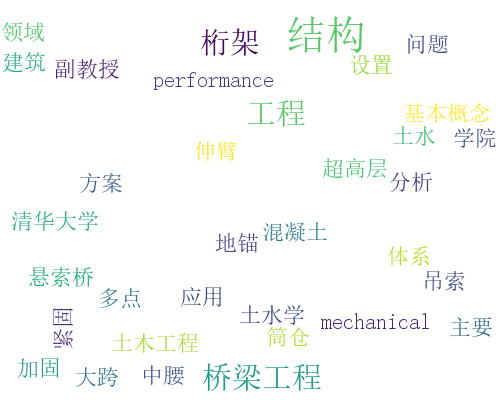 领域
桁架
结构
问题
建筑
副教授
设置
performance
基本概念
工程
土水
学院
伸臂
超高层
分析
方案
清华大学
混凝土
地锚
体系
悬索桥
吊索
多点
应用
土水学
紧固
mechanical
主要
土木工程
筒仓
加固
大跨
中腰
桥梁工程